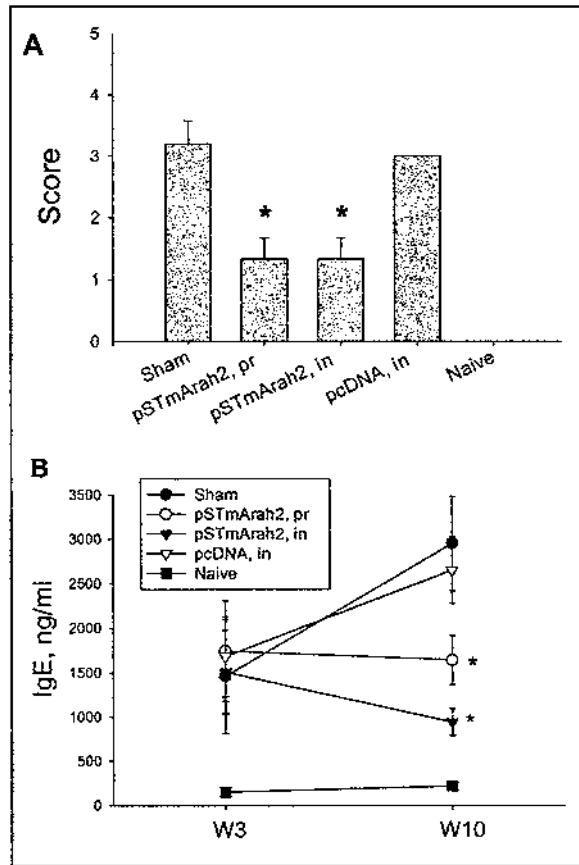 A
5
4
3
2
1
0
Score
*
*
Sham
pSTmArah2, pr
pSTmArah2, in
pcDNA, in
Naive
B
Sham
pSTmArah2, pr
pSTmArah2, in
pcDNA, in
Naive
3500
3000
2500
2000
1500
1000
500
0
IgE, ng/ml
*
*
W3
W10